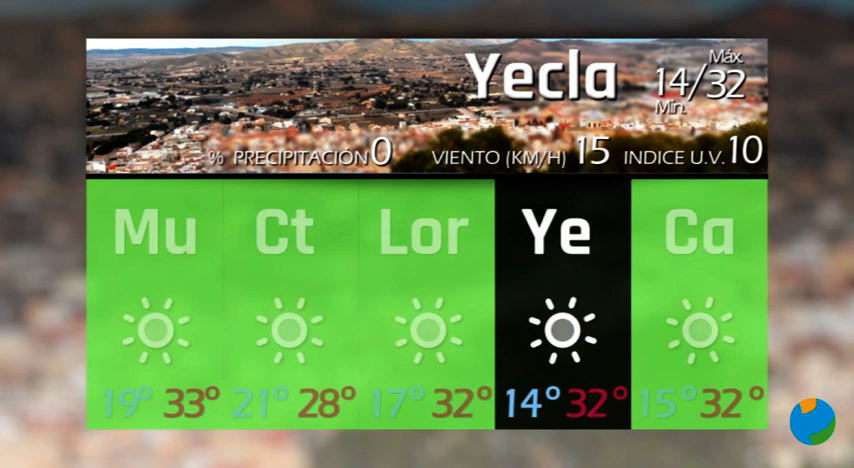 Yecla
Máx.
14/32
Mín.
% PRECIPITACIÓN 0 VIENTO (KM/H) 15 INDICE U.V. 10
Mu Ct Lor Ye Ca
19° 33° 21° 28° 17° 32° 14° 32° 15° 32°